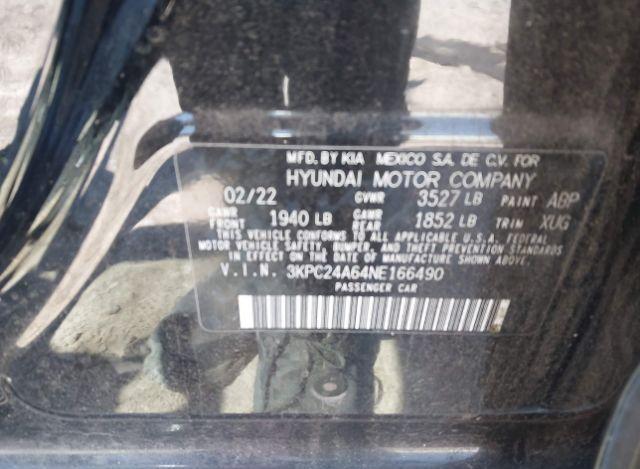 MFD. BY KIA MEXICO S.A. DE C.V. FOR
HYUNDAI MOTOR COMPANY
02/22 GVWR 3527 LB PAINT ABP
GAWR FRONT 1940 LB GAWR REAR 1852 LB TRIM XUG
THIS VEHICLE CONFORMS TO ALL APPLICABLE U.S.A. FEDERAL
MOTOR VEHICLE SAFETY, BUMPER, AND THEFT PREVENTION STANDARDS
IN EFFECT ON THE DATE OF MANUFACTURE SHOWN ABOVE.
V.I.N. 3KPC24A64NE166490
PASSENGER CAR